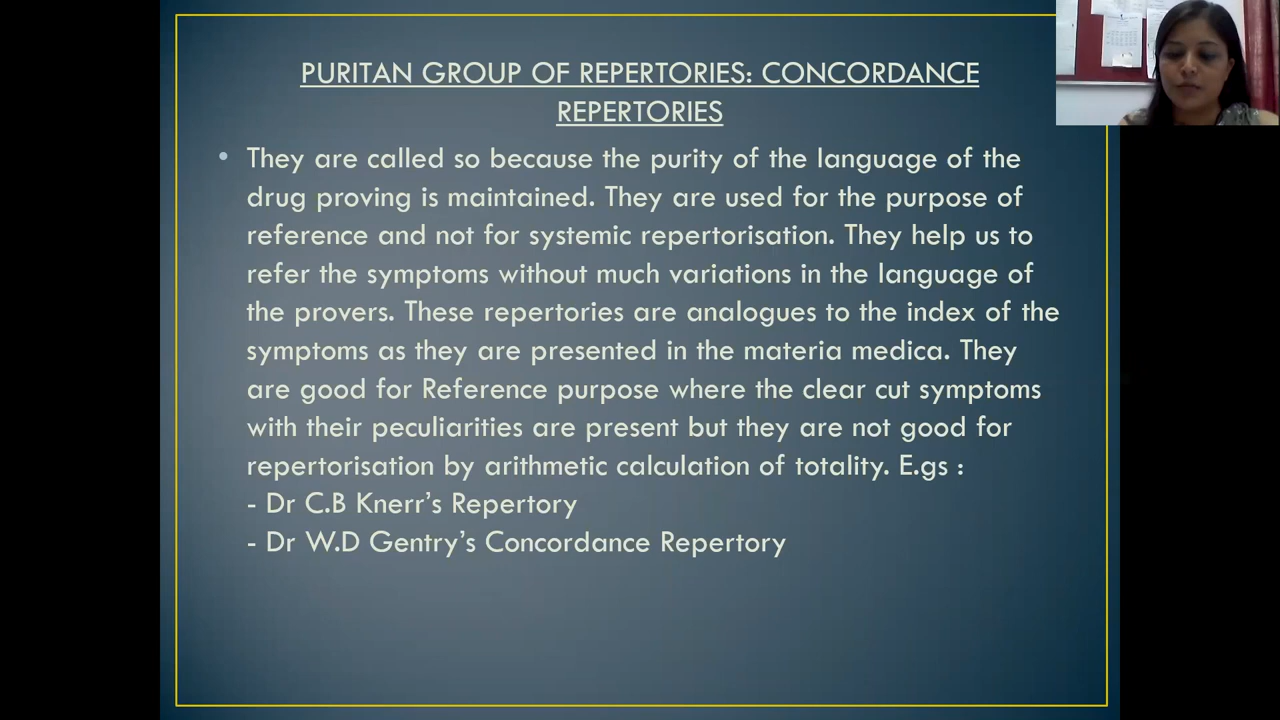 PURITAN GROUP OF REPERTORIES: CONCORDANCE
REPERTORIES
• They are called so because the purity of the language of the
drug proving is maintained. They are used for the purpose of
reference and not for systemic repertorisation. They help us to
refer the symptoms without much variations in the language of
the provers. These repertories are analogues to the index of the
symptoms as they are presented in the materia medica. They
are good for Reference purpose where the clear cut symptoms
with their peculiarities are present but they are not good for
repertorisation by arithmetic calculation of totality. E.gs :
- Dr C.B Knerr's Repertory
- Dr W.D Gentry's Concordance Repertory